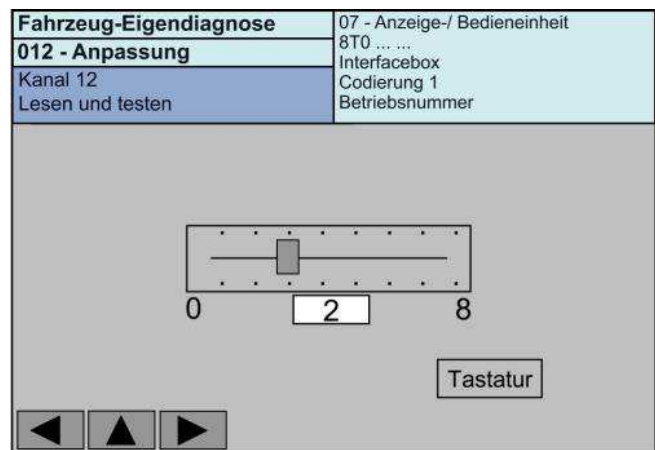 Fahrzeug-Eigendiagnose
012 - Anpassung
Kanal 12
Lesen und testen
07 - Anzeige-/ Bedieneinheit
8T0 ... ...
Interfacebox
Codierung 1
Betriebsnummer
0
2
8
Tastatur